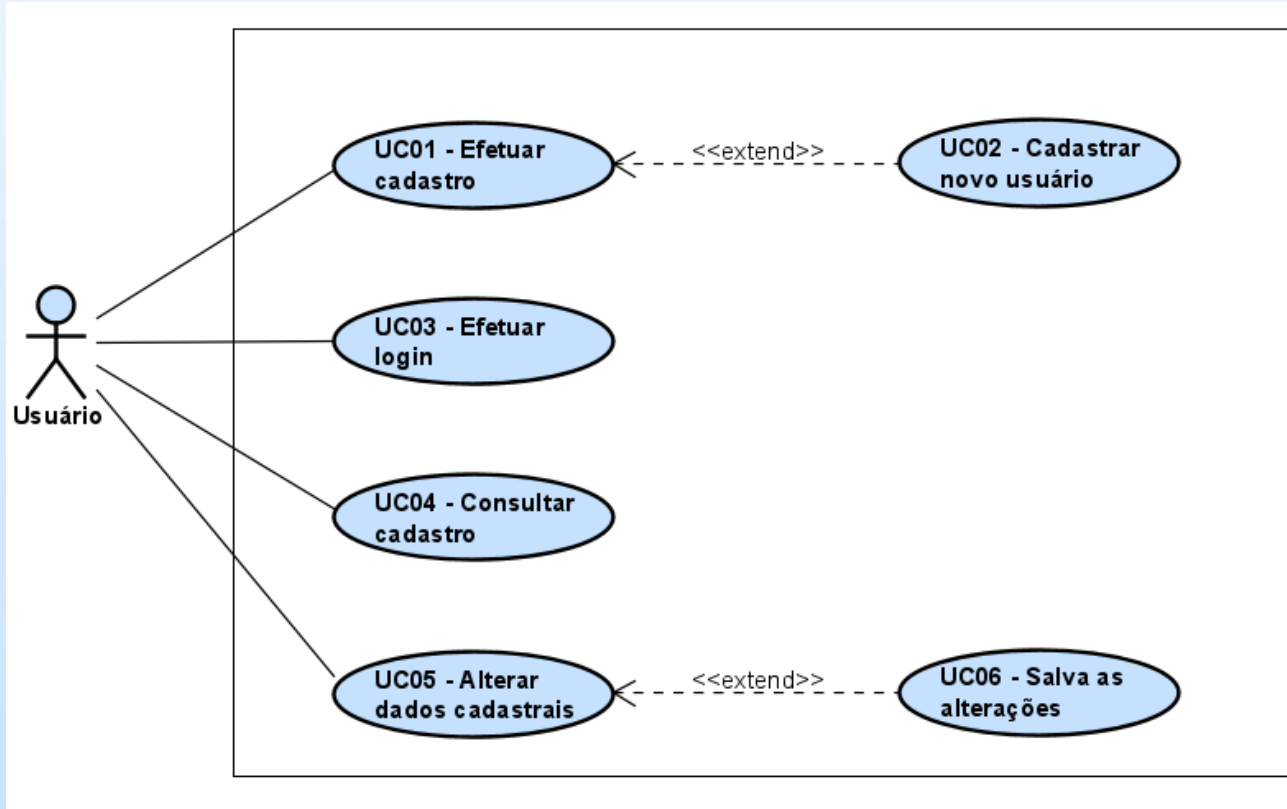 UC01 - Efetuar
cadastro
<<extend>>
UC02 - Cadastrar
novo usuário
UC03 - Efetuar
login
Usuário
UC04 - Consultar
cadastro
UC05 - Alterar
dados cadastrais
<<extend>>
UC06 - Salva as
alterações